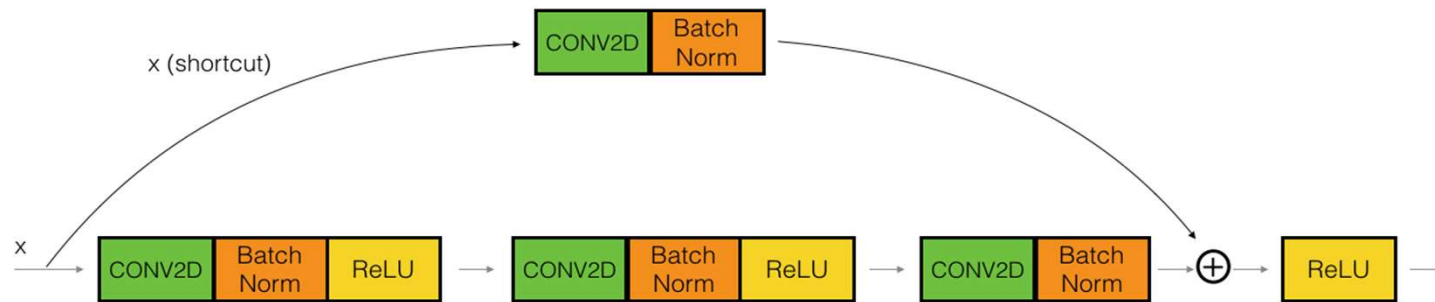 CONV2D
Batch
Norm
x (shortcut)
x
CONV2D
Batch
Norm
ReLU
CONV2D
Batch
Norm
ReLU
CONV2D
Batch
Norm
ReLU